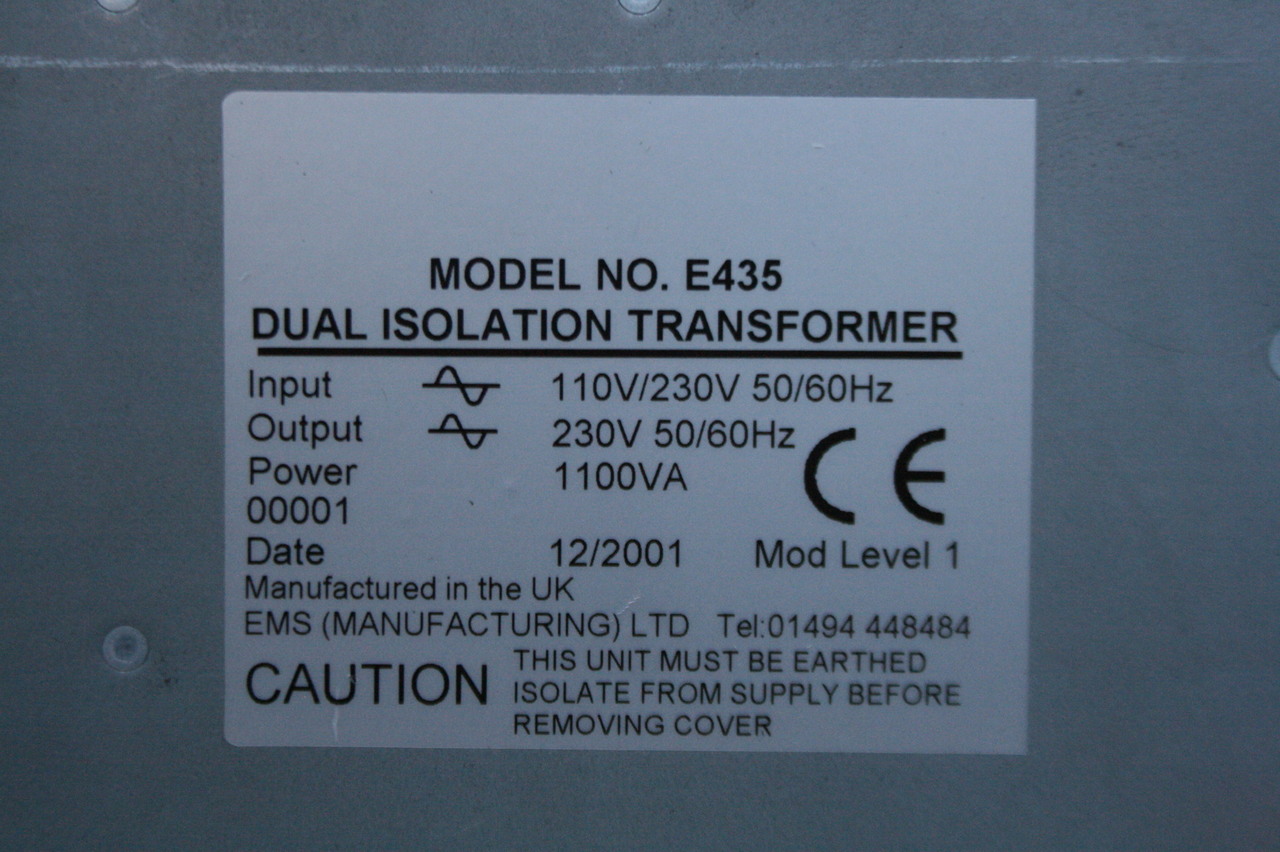 MODEL NO. E435
DUAL ISOLATION TRANSFORMER
Input 110V/230V 50/60Hz
Output 230V 50/60Hz
Power 1100VA
00001
CE
Date 12/2001 Mod Level 1
Manufactured in the UK
EMS (MANUFACTURING) LTD Tel:01494 448484
CAUTION THIS UNIT MUST BE EARTHED
ISOLATE FROM SUPPLY BEFORE
REMOVING COVER